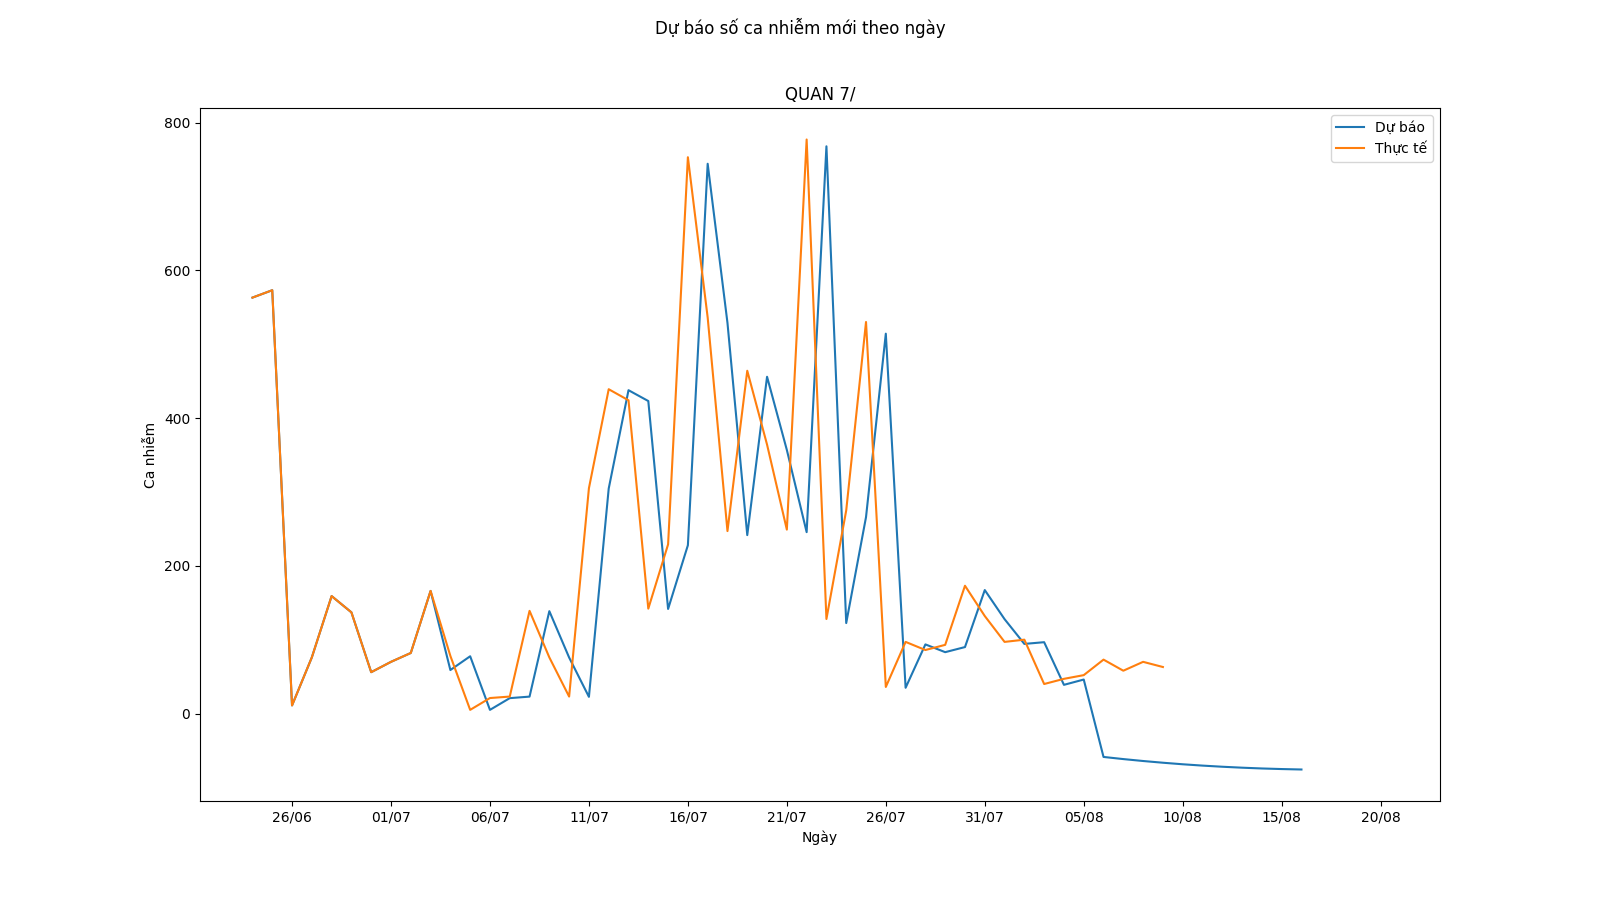 Dự báo số ca nhiễm mới theo ngày
QUAN 7/
Dự báo
Thực tế
800
600
400
200
0
Ca nhiễm
26/06 01/07 06/07 11/07 16/07 21/07 26/07 31/07 05/08 10/08 15/08 20/08
Ngày